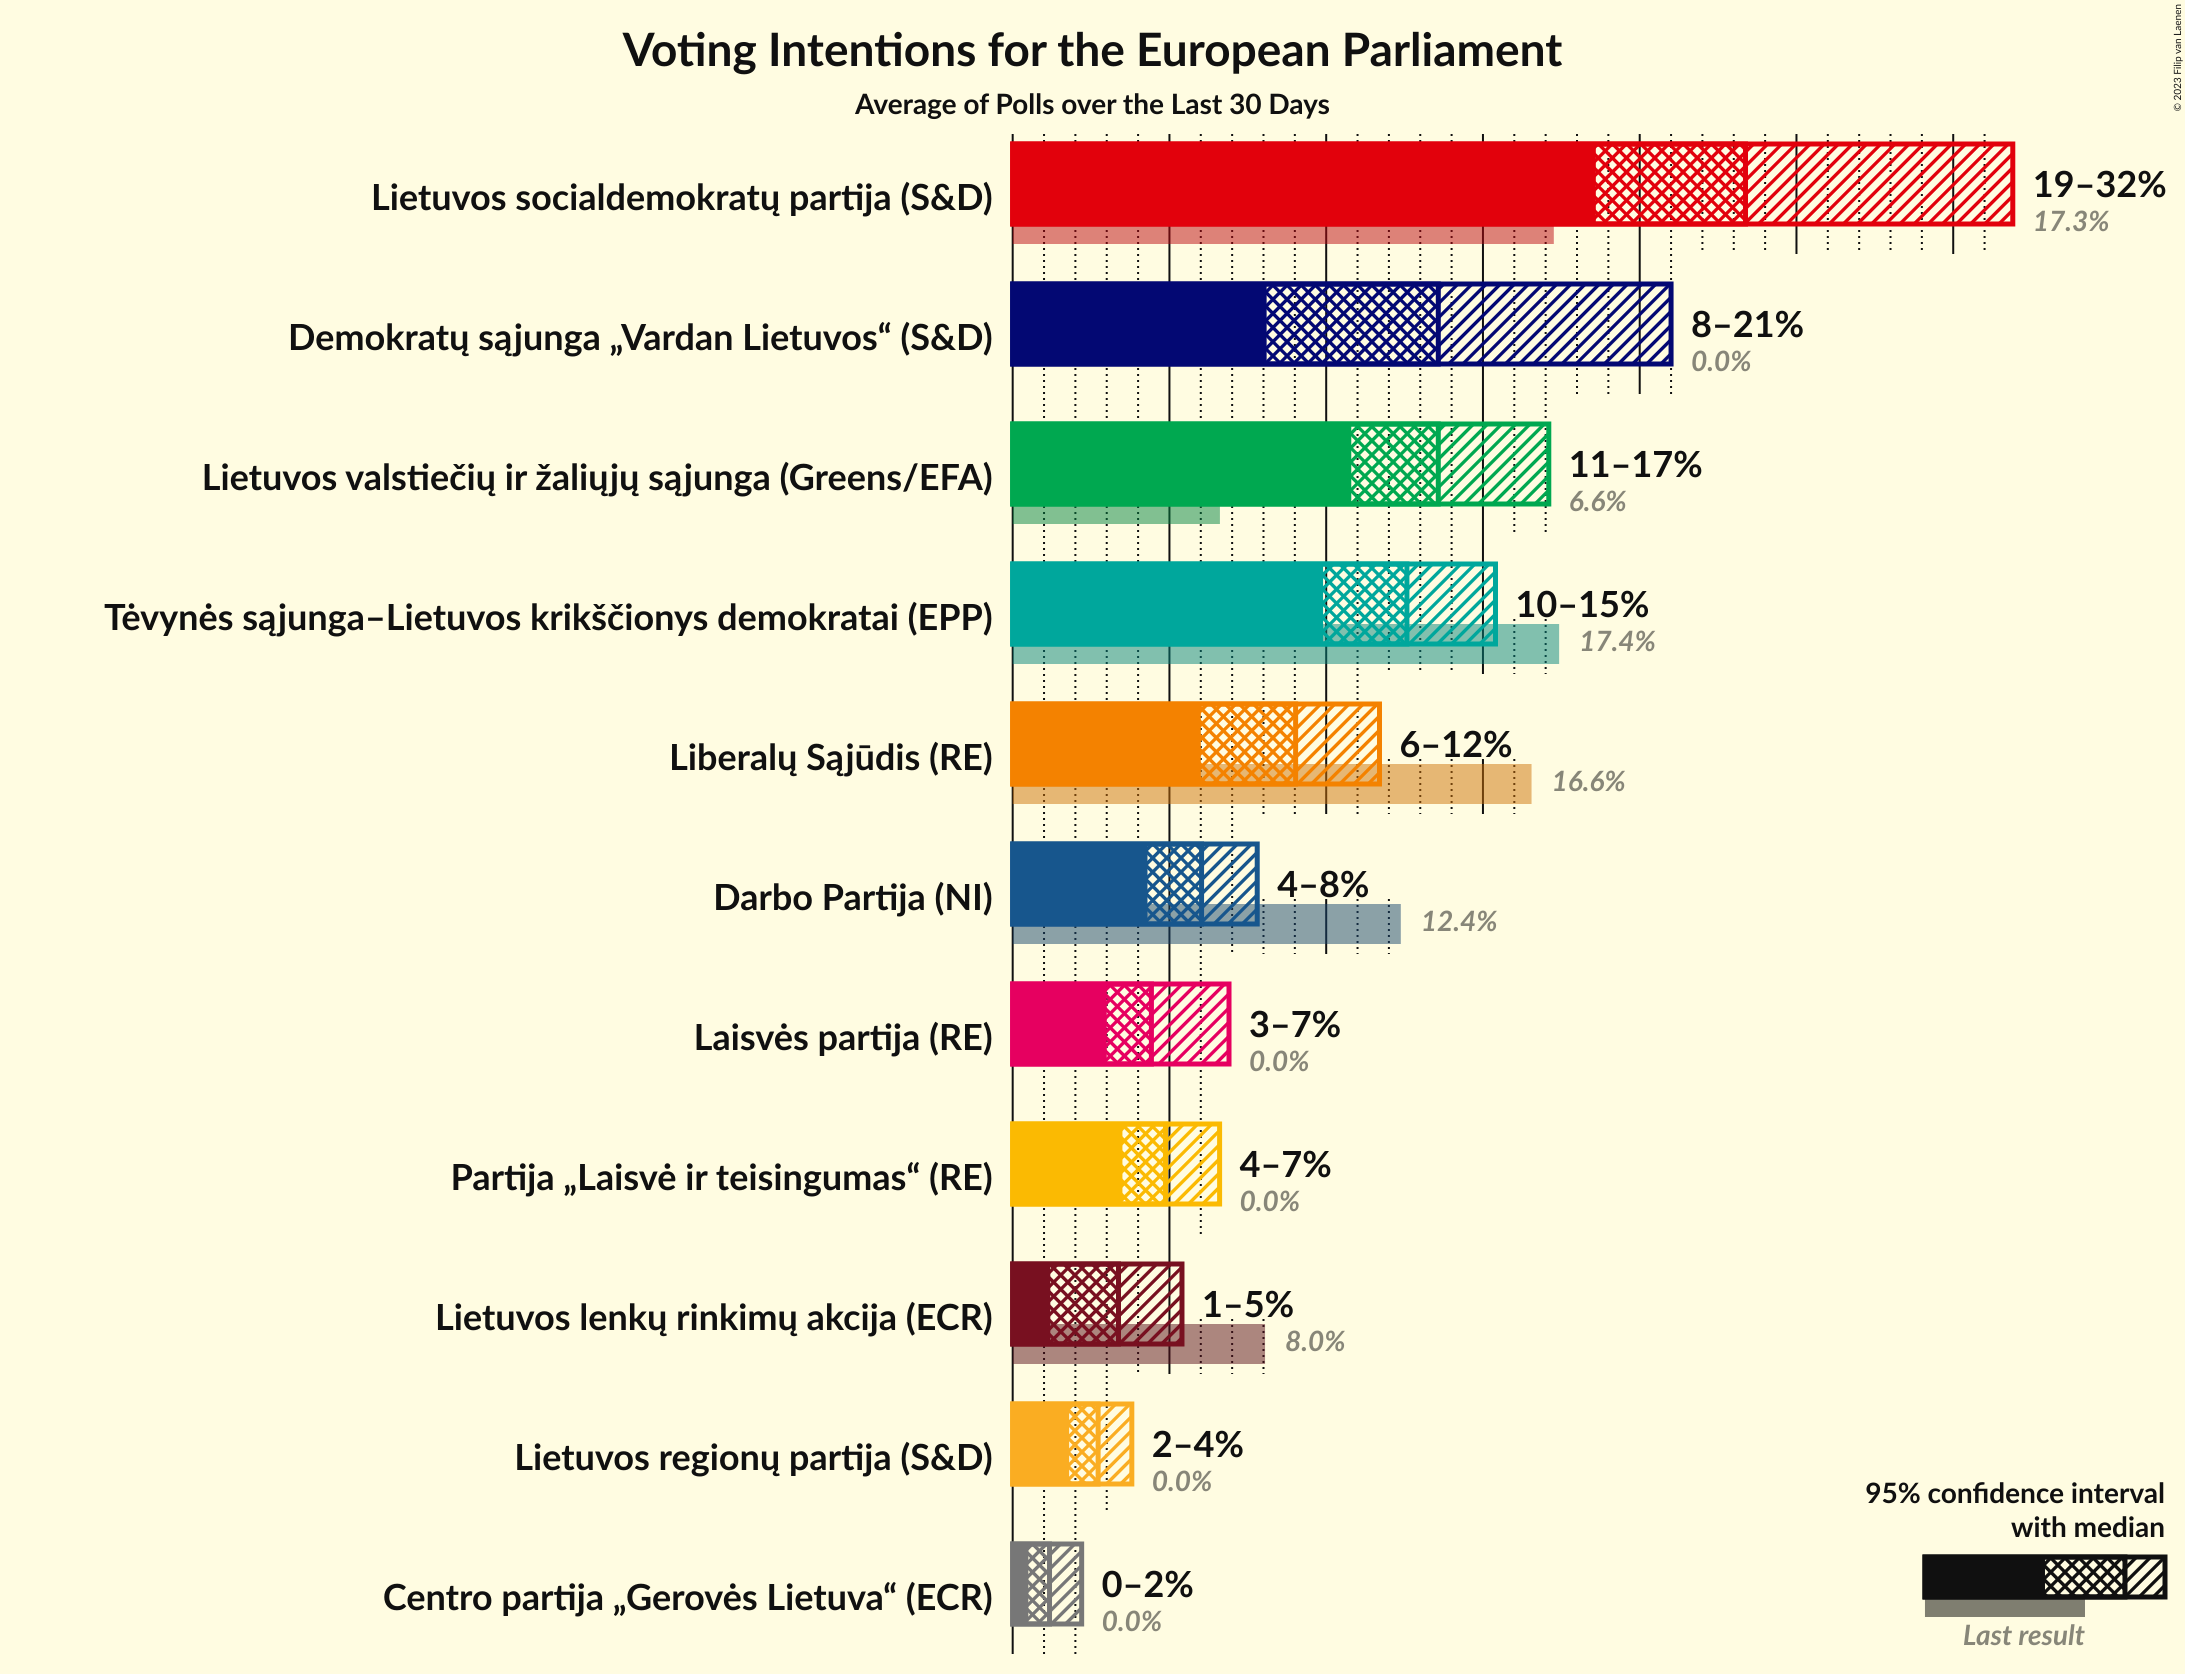 Voting Intentions for the European Parliament
Average of Polls over the Last 30 Days
© 2023 Filip van Laenen
Lietuvos socialdemokratų partija (S&D)
19–32%
17.3%
Demokratų sąjunga „Vardan Lietuvos“ (S&D)
8–21%
0.0%
Lietuvos valstiečių ir žaliųjų sąjunga (Greens/EFA)
11–17%
6.6%
Tėvynės sąjunga–Lietuvos krikščionys demokratai (EPP)
10–15%
17.4%
Liberalų Sąjūdis (RE)
6–12%
16.6%
Darbo Partija (NI)
4–8%
12.4%
Laisvės partija (RE)
3–7%
0.0%
Partija „Laisvė ir teisingumas“ (RE)
4–7%
0.0%
Lietuvos lenkų rinkimų akcija (ECR)
1–5%
8.0%
Lietuvos regionų partija (S&D)
2–4%
0.0%
Centro partija „Gerovės Lietuva“ (ECR)
0–2%
0.0%
95% confidence interval
with median
Last result